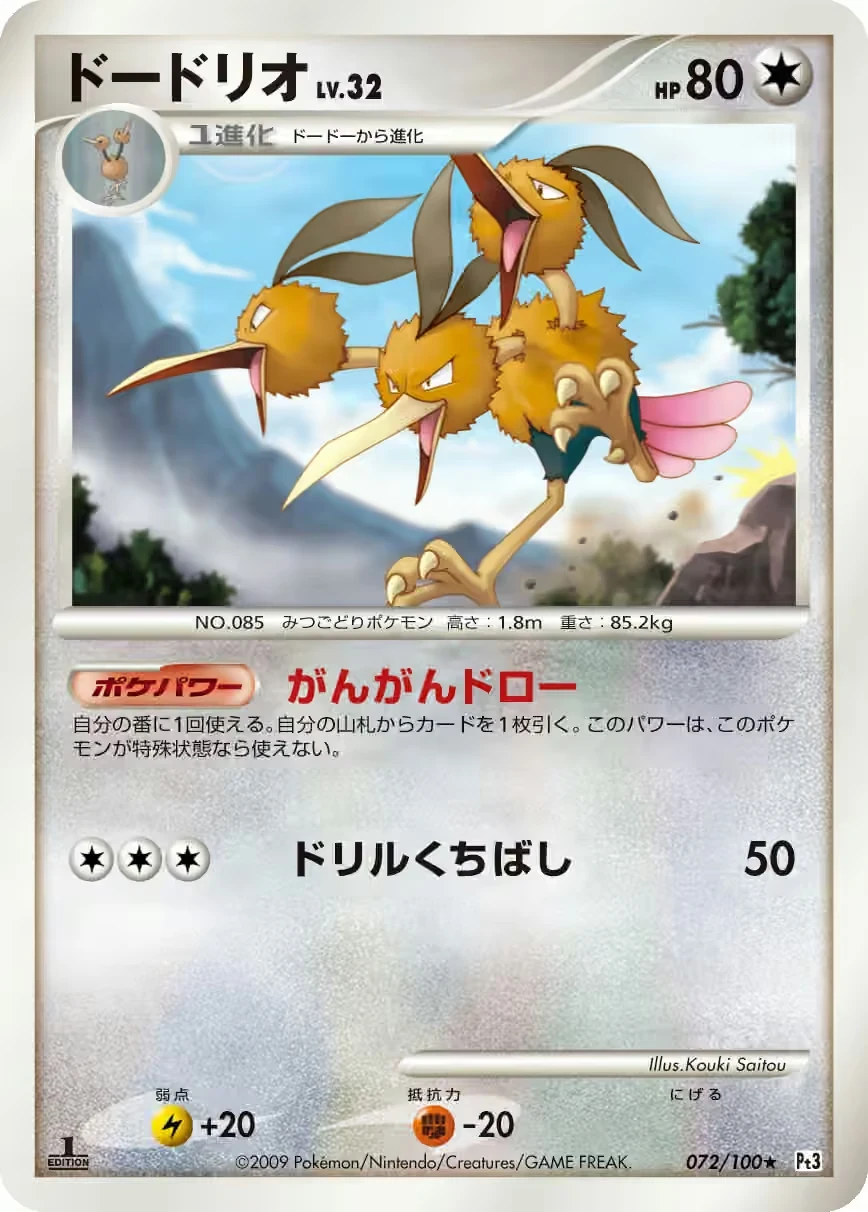 ドードリオ LV.32 HP 80
1進化 ドードーから進化
NO.085 みつごどりポケモン 高さ：1.8m 重さ：85.2kg
ポケパワー がんがんドロー
自分の番に1回使える。自分の山札からカードを1枚引く。このパワーは、このポケ
モンが特殊状態なら使えない。
ドリルくちばし 50
Illus.Kouki Saitou
弱点 抵抗力 にげる
+20 -20
1 EDITION ©2009 Pokémon/Nintendo/Creatures/GAME FREAK. 072/100★ Pt3